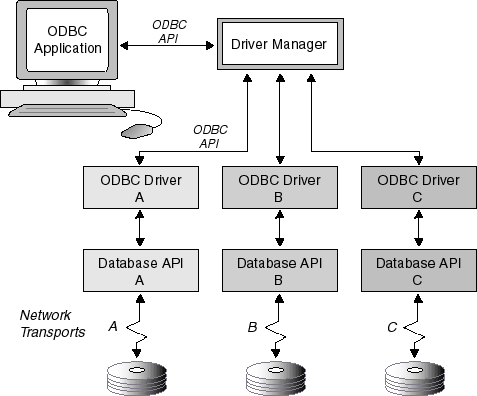 ODBC
Application
ODBC
API
Driver Manager
ODBC
API
ODBC Driver
A
ODBC Driver
B
ODBC Driver
C
Database API
A
Database API
B
Database API
C
Network
Transports
A
B
C